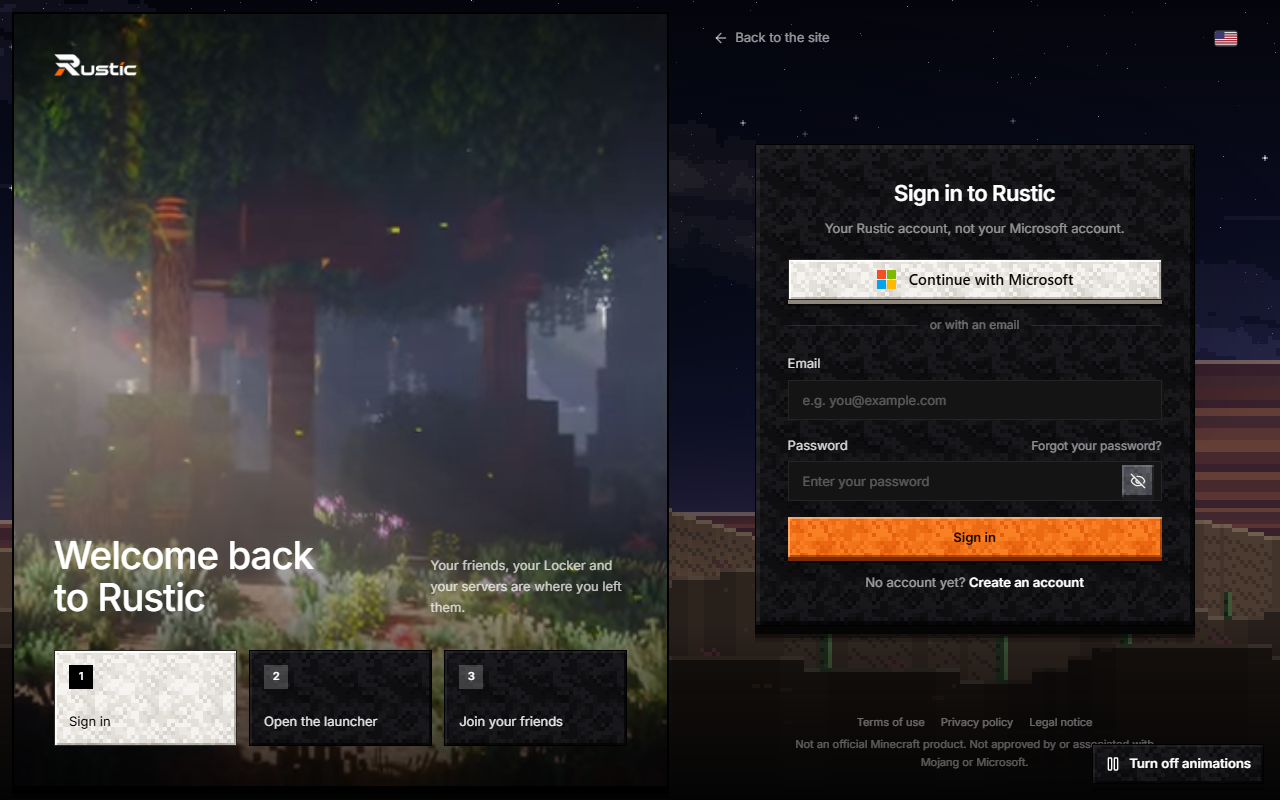 Rustic
Welcome back
to Rustic
Your friends, your Locker and
your servers are where you left
them.
1
Sign in
2
Open the launcher
3
Join your friends
Back to the site
Sign in to Rustic
Your Rustic account, not your Microsoft account.
Continue with Microsoft
or with an email
Email
e.g. you@example.com
Password
Forgot your password?
Enter your password
Sign in
No account yet? Create an account
Terms of use
Privacy policy
Legal notice
Not an official Minecraft product. Not approved by or associated with
Mojang or Microsoft.
Turn off animations